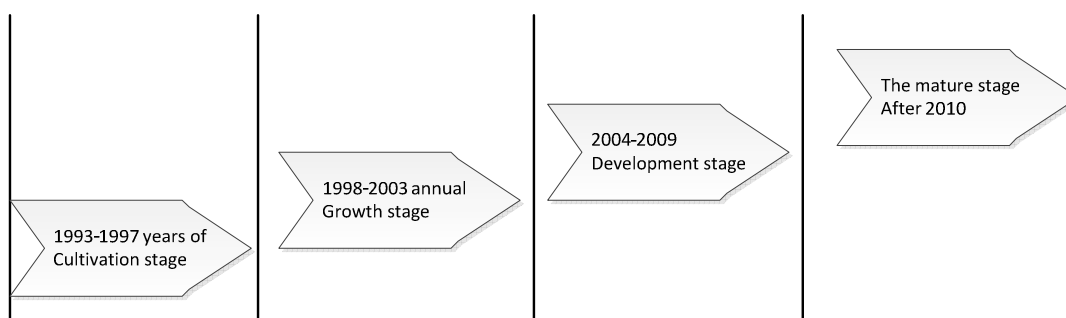 1993-1997 years of
Cultivation stage
1998-2003 annual
Growth stage
2004-2009
Development stage
The mature stage
After 2010